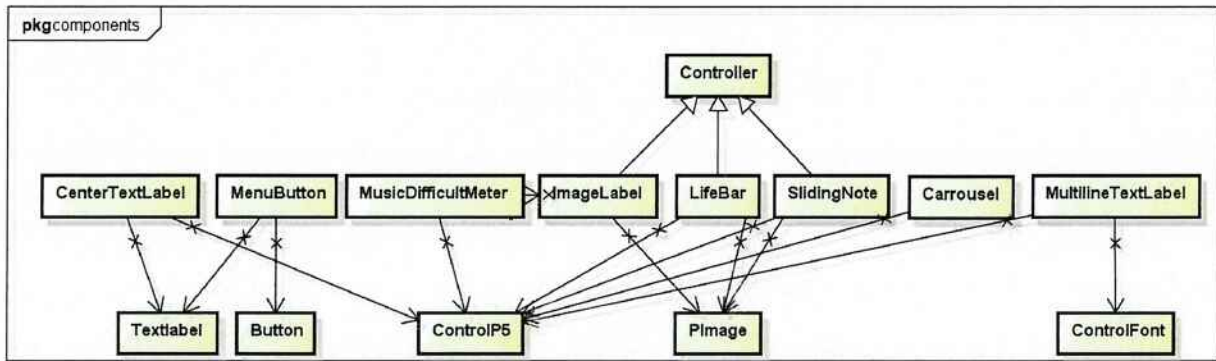 pkgcomponents
Controller
CenterTextLabel
MenuButton
MusicDifficultMeter
ImageLabel
LifeBar
SlidingNote
Carrousel
MultilineTextLabel
Textlabel
Button
ControlP5
PImage
ControlFont